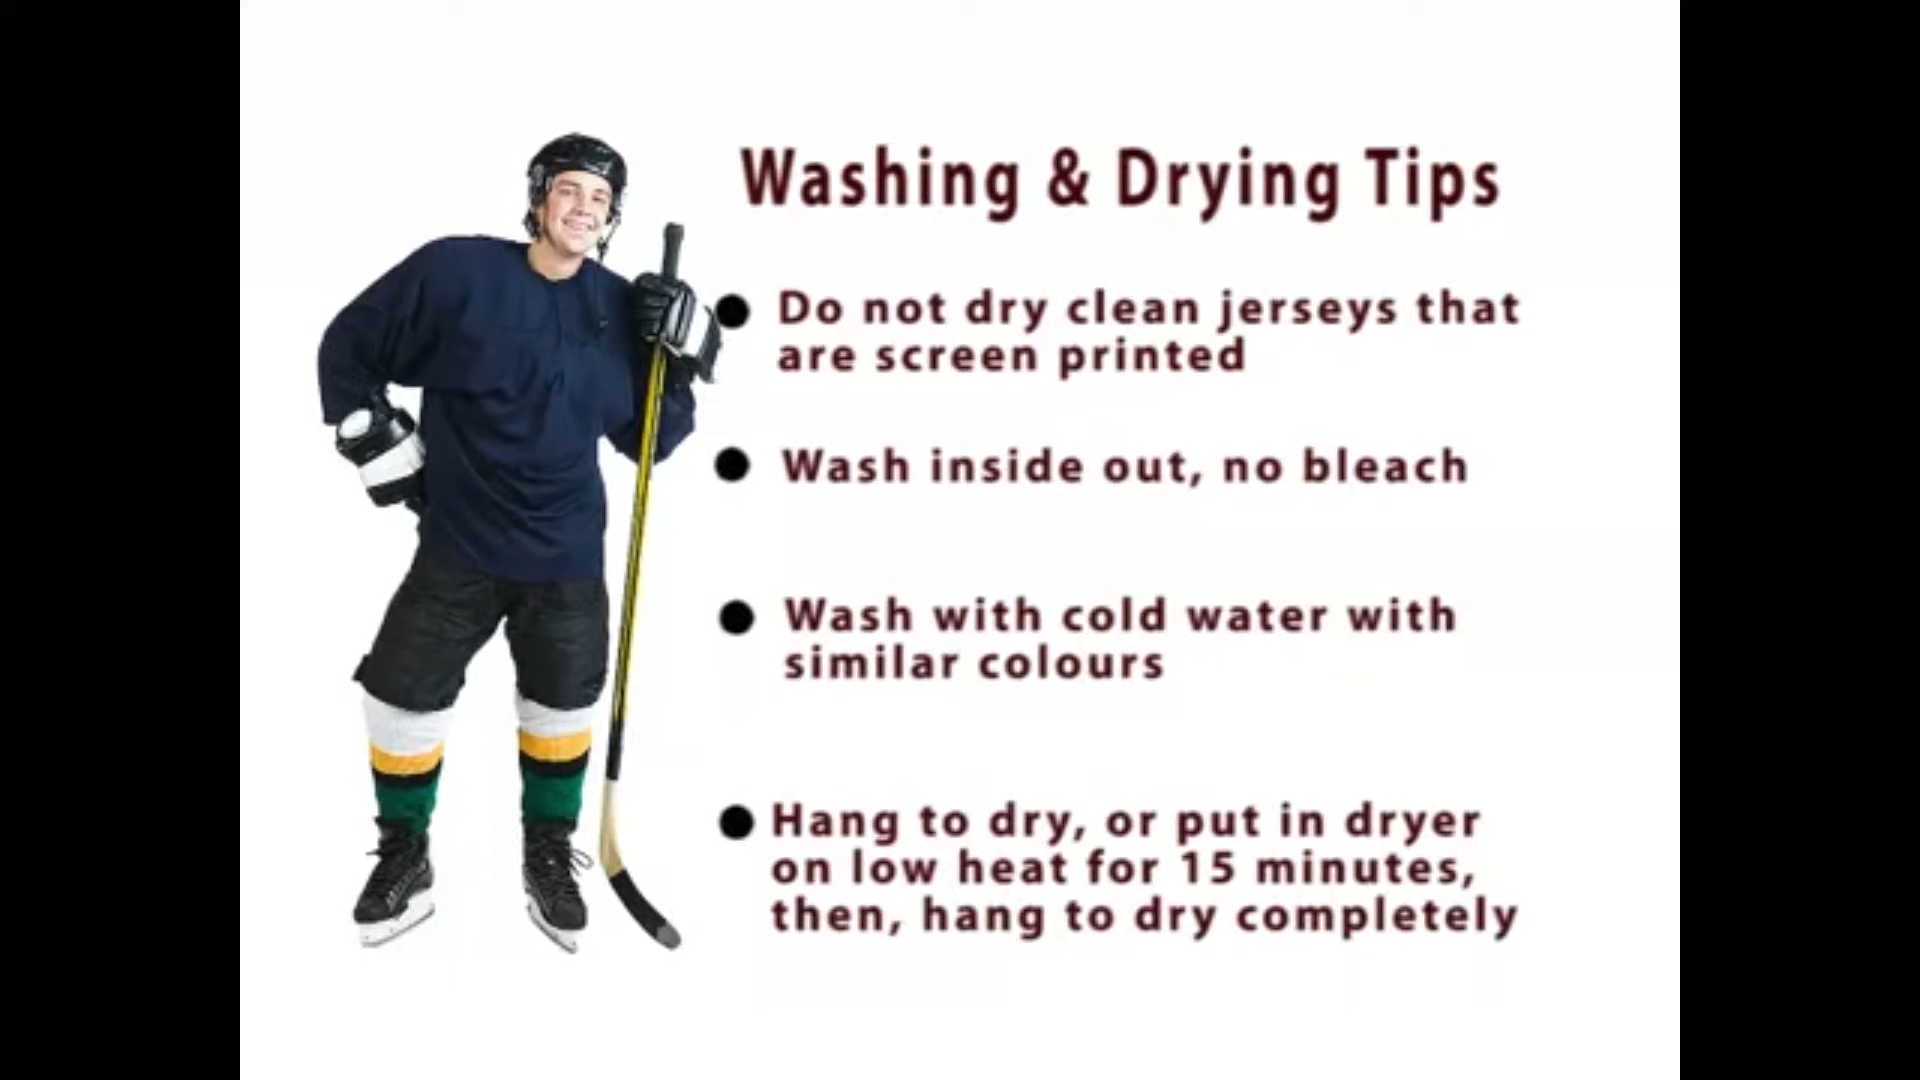 Washing & Drying Tips
Do not dry clean jerseys that
are screen printed
Wash inside out, no bleach
Wash with cold water with
similar colours
Hang to dry, or put in dryer
on low heat for 15 minutes,
then, hang to dry completely